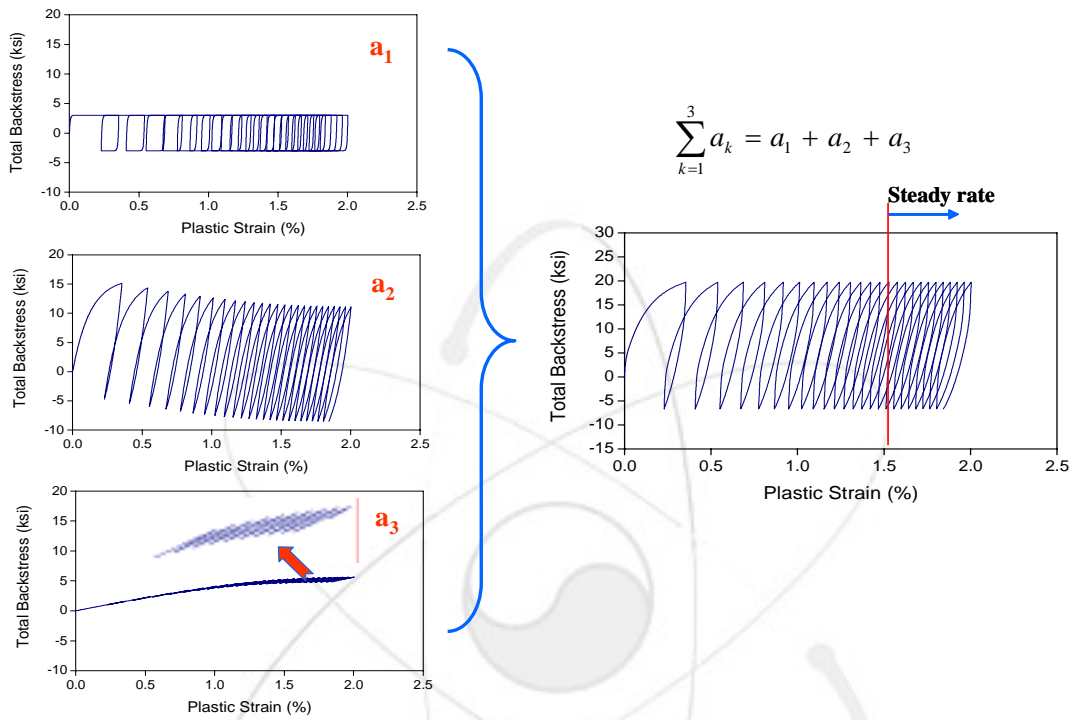 Total Backstress (ksi)
20
15
10
5
0
-5
-10
a1
0.0 0.5 1.0 1.5 2.0 2.5
Plastic Strain (%)
Total Backstress (ksi)
20
15
10
5
0
-5
-10
a2
0.0 0.5 1.0 1.5 2.0 2.5
Plastic Strain (%)
Total Backstress (ksi)
20
15
10
5
0
-5
-10
a3
0.0 0.5 1.0 1.5 2.0 2.5
Plastic Strain (%)
3
∑ ak = a1 + a2 + a3
k=1
Steady rate
Total Backstress (ksi)
30
25
20
15
10
5
0
-5
-10
-15
0.0 0.5 1.0 1.5 2.0 2.5
Plastic Strain (%)